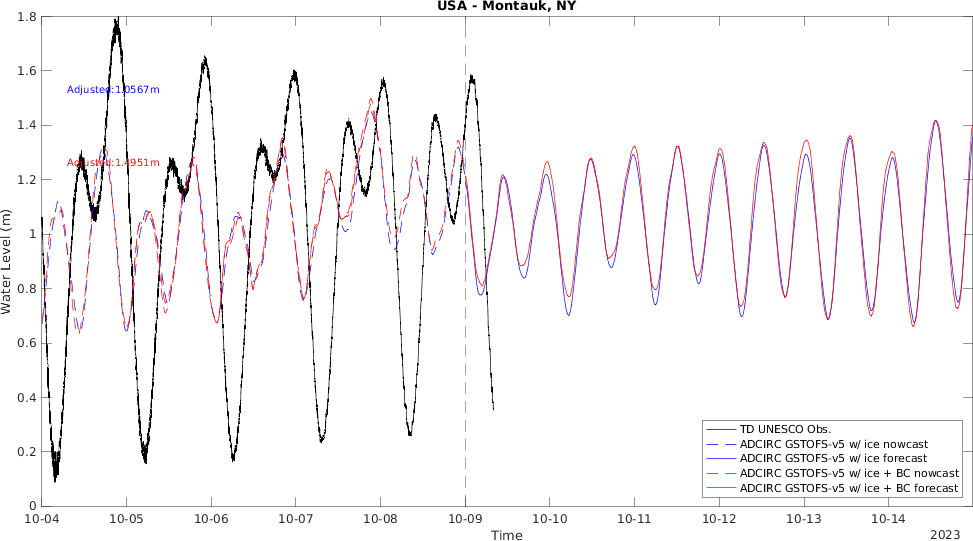 USA - Montauk, NY
1.8
1.6
1.4
1.2
1
0.8
0.6
0.4
0.2
0
Water Level (m)
Adjusted:1.0567m
Adjusted:1.4951m
TD UNESCO Obs.
ADCIRC GSTOFS-v5 w/ ice nowcast
ADCIRC GSTOFS-v5 w/ ice forecast
ADCIRC GSTOFS-v5 w/ ice + BC nowcast
ADCIRC GSTOFS-v5 w/ ice + BC forecast
10-04 10-05 10-06 10-07 10-08 10-09 10-10 10-11 10-12 10-13 10-14
Time
2023